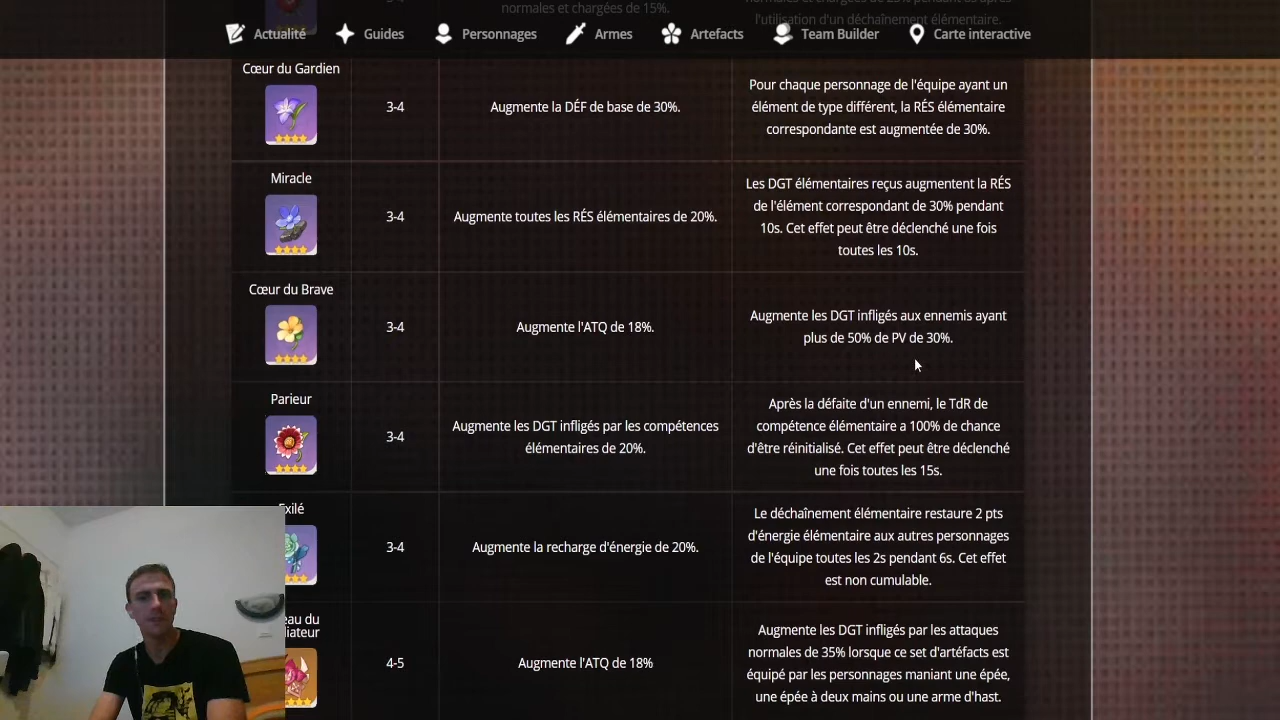 normales et chargées de 15%.
l'utilisation d'un déchaînement élémentaire.
Actualité Guides Personnages Armes Artefacts Team Builder Carte interactive
Cœur du Gardien
3-4
Augmente la DÉF de base de 30%.
Pour chaque personnage de l'équipe ayant un
élément de type différent, la RÉS élémentaire
correspondante est augmentée de 30%.
Miracle
3-4
Augmente toutes les RÉS élémentaires de 20%.
Les DGT élémentaires reçus augmentent la RÉS
de l'élément correspondant de 30% pendant
10s. Cet effet peut être déclenché une fois
toutes les 10s.
Cœur du Brave
3-4
Augmente l'ATQ de 18%.
Augmente les DGT infligés aux ennemis ayant
plus de 50% de PV de 30%.
Parieur
3-4
Augmente les DGT infligés par les compétences
élémentaires de 20%.
Après la défaite d'un ennemi, le TdR de
compétence élémentaire a 100% de chance
d'être réinitialisé. Cet effet peut être déclenché
une fois toutes les 15s.
Exilé
3-4
Augmente la recharge d'énergie de 20%.
Le déchaînement élémentaire restaure 2 pts
d'énergie élémentaire aux autres personnages
de l'équipe toutes les 2s pendant 6s. Cet effet
est non cumulable.
eau du
iateur
4-5
Augmente l'ATQ de 18%
Augmente les DGT infligés par les attaques
normales de 35% lorsque ce set d'artéfacts est
équipé par les personnages maniant une épée,
une épée à deux mains ou une arme d'hast.